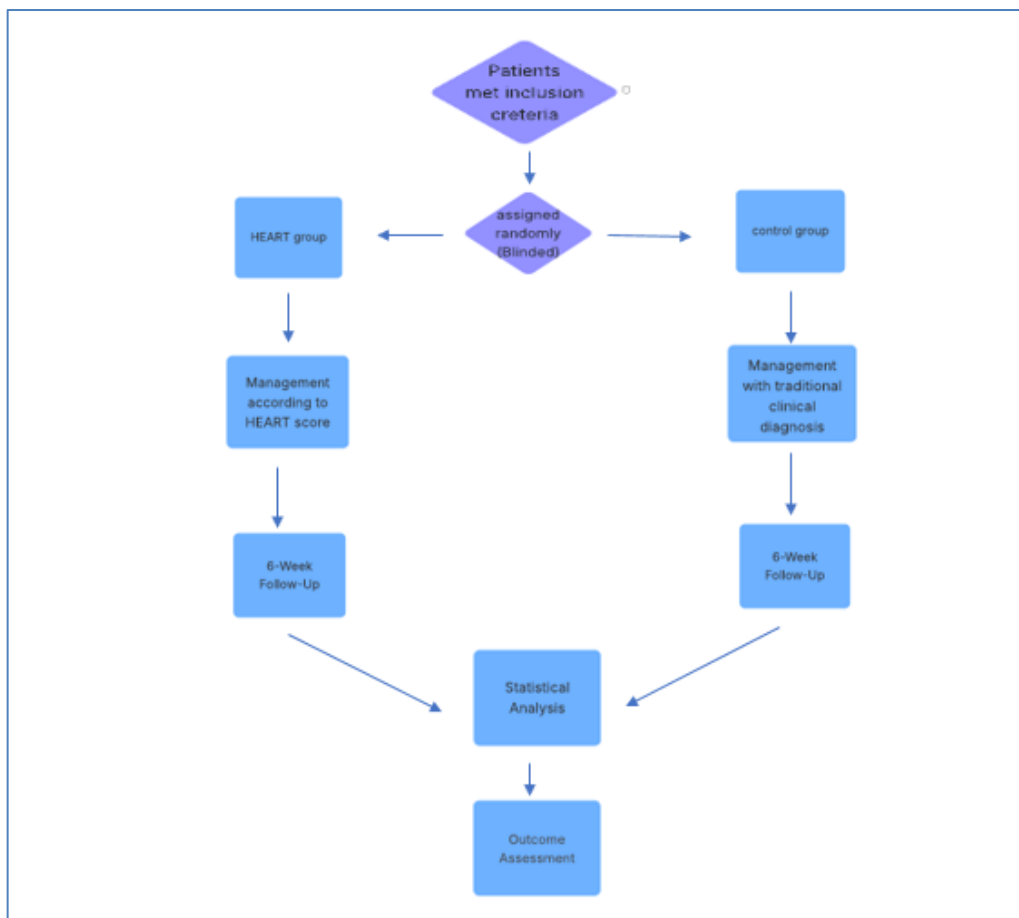 Patients
met inclusion
creteria
assigned
randomly
(Blinded)
HEART group
control group
Management
according to
HEART score
Management
with traditional
clinical
diagnosis
6-Week
Follow-Up
6-Week
Follow-Up
Statistical
Analysis
Outcome
Assessment